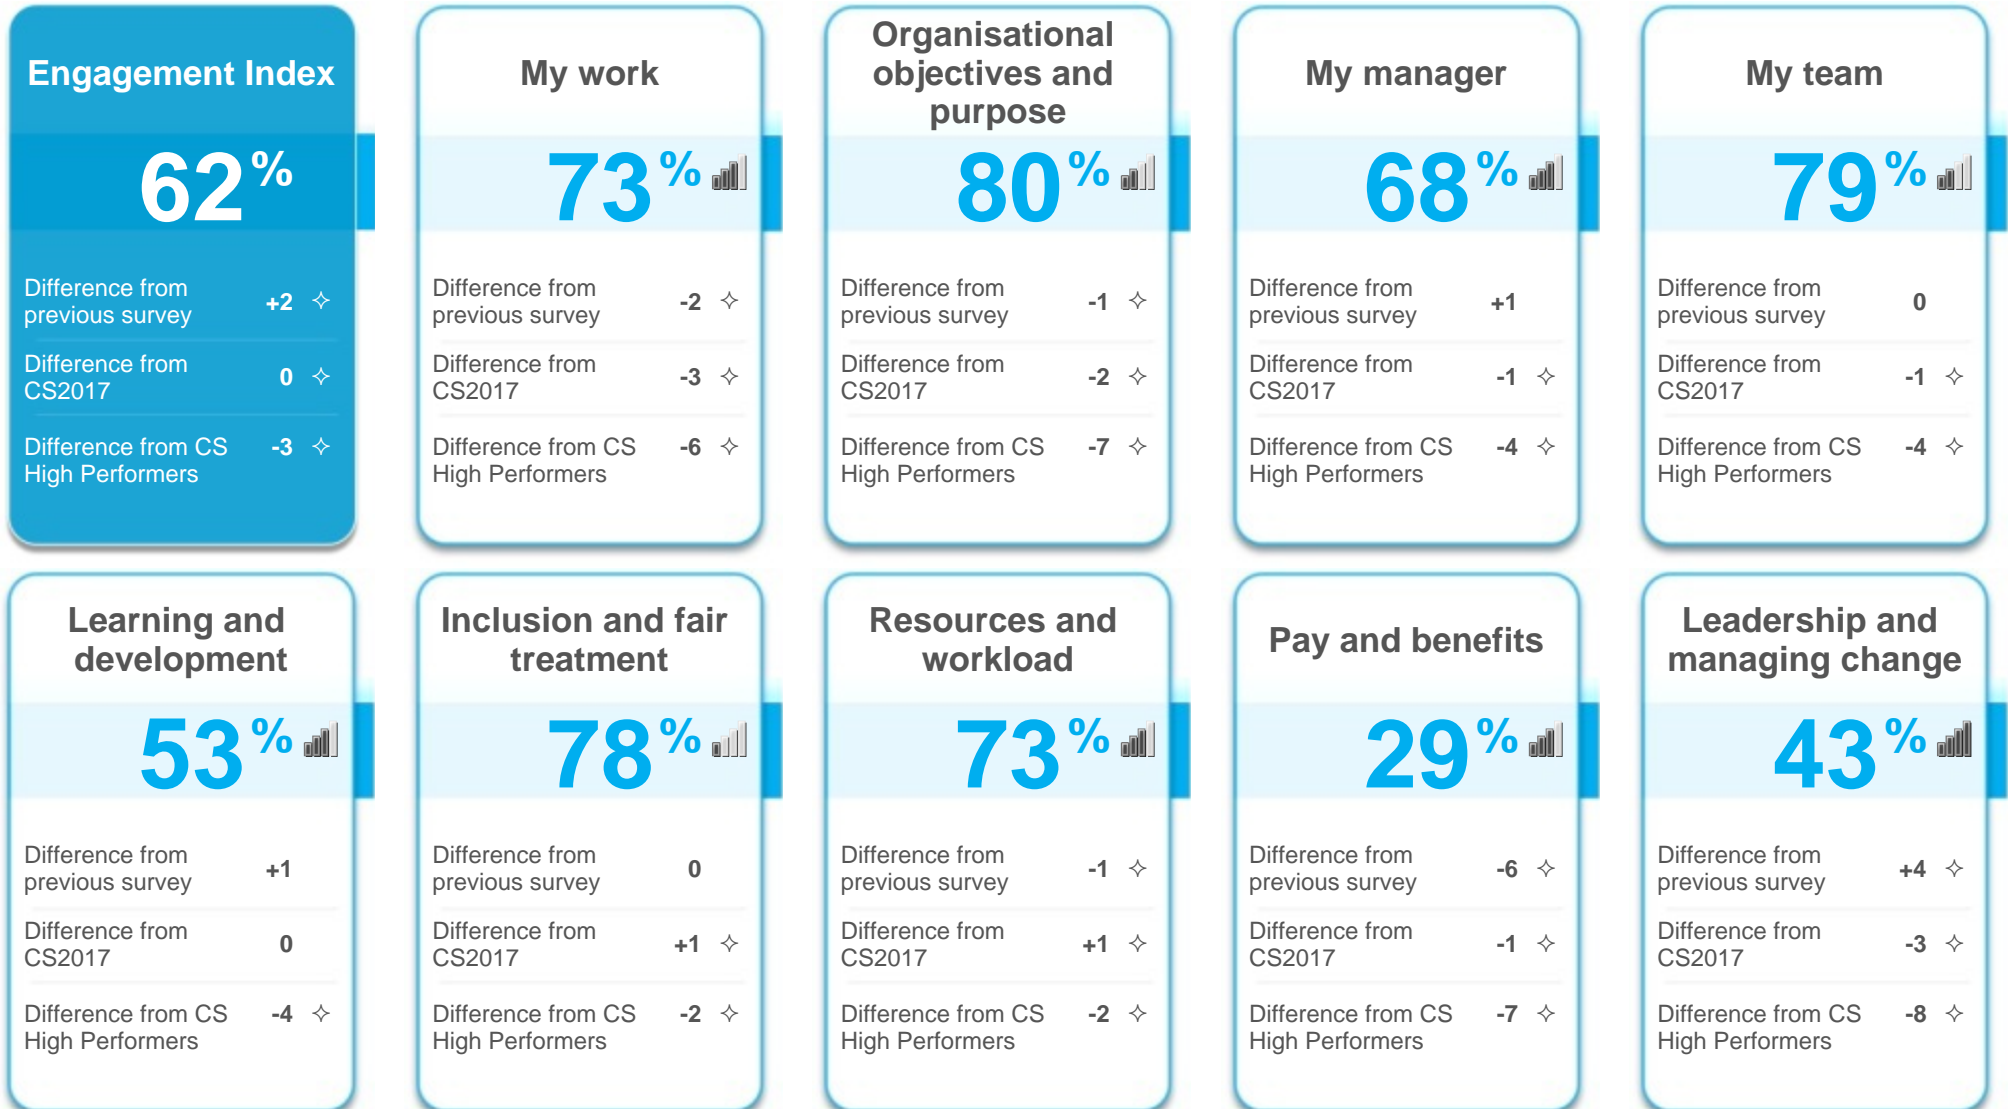 Engagement Index
62%
Difference from
previous survey +2 ✧
Difference from
CS2017 0 ✧
Difference from CS
High Performers -3 ✧
My work
73%
Difference from
previous survey -2 ✧
Difference from
CS2017 -3 ✧
Difference from CS
High Performers -6 ✧
Organisational
objectives and
purpose
80%
Difference from
previous survey -1 ✧
Difference from
CS2017 -2 ✧
Difference from CS
High Performers -7 ✧
My manager
68%
Difference from
previous survey +1
Difference from
CS2017 -1 ✧
Difference from CS
High Performers -4 ✧
My team
79%
Difference from
previous survey 0
Difference from
CS2017 -1 ✧
Difference from CS
High Performers -4 ✧
Learning and
development
53%
Difference from
previous survey +1
Difference from
CS2017 0
Difference from CS
High Performers -4 ✧
Inclusion and fair
treatment
78%
Difference from
previous survey 0
Difference from
CS2017 +1 ✧
Difference from CS
High Performers -2 ✧
Resources and
workload
73%
Difference from
previous survey -1 ✧
Difference from
CS2017 +1 ✧
Difference from CS
High Performers -2 ✧
Pay and benefits
29%
Difference from
previous survey -6 ✧
Difference from
CS2017 -1 ✧
Difference from CS
High Performers -7 ✧
Leadership and
managing change
43%
Difference from
previous survey +4 ✧
Difference from
CS2017 -3 ✧
Difference from CS
High Performers -8 ✧